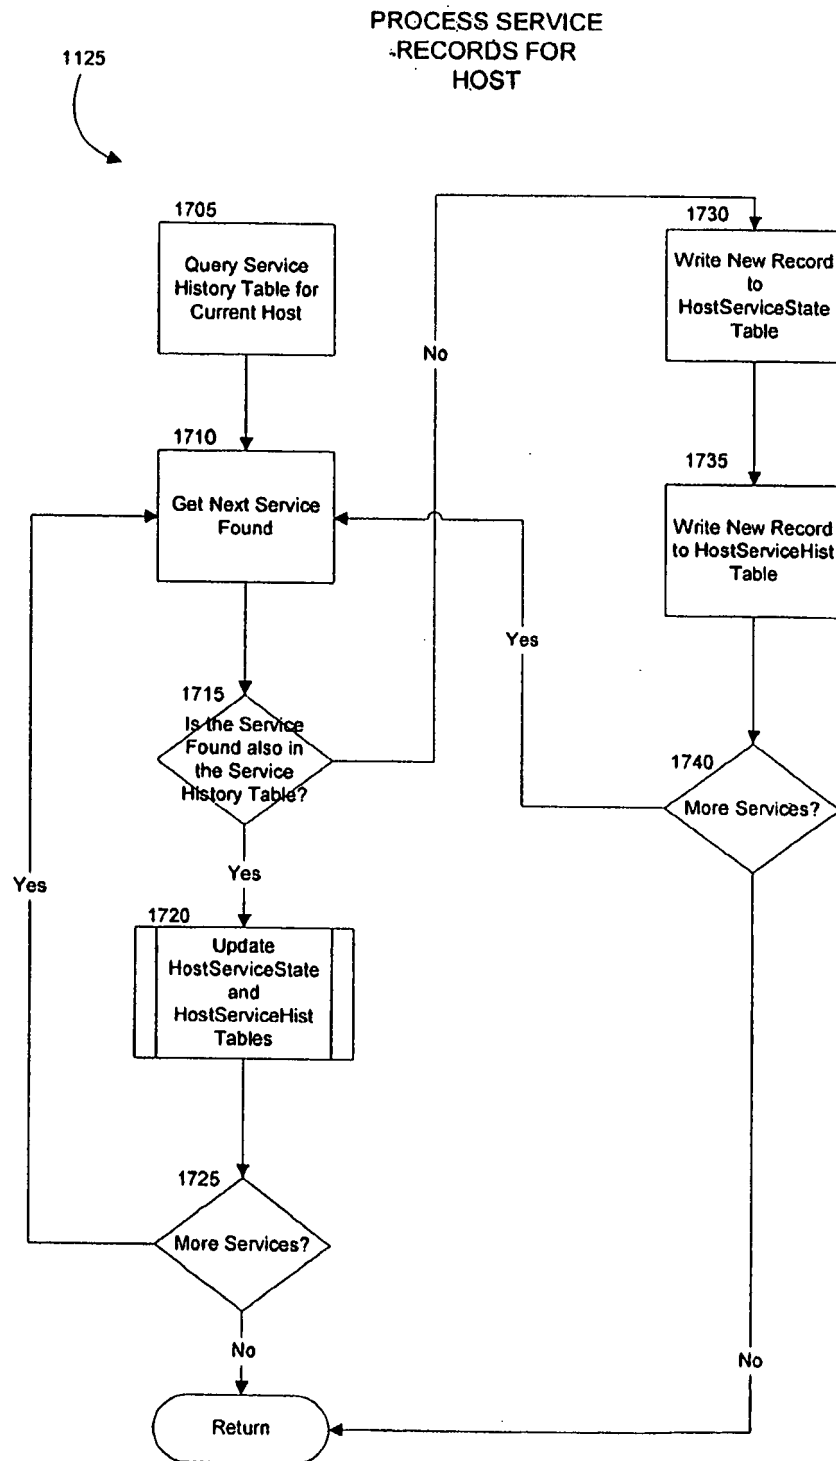 PROCESS SERVICE
RECORDS FOR
HOST
1125
1705
Query Service
History Table for
Current Host
1710
Get Next Service
Found
1715
Is the Service
Found also in
the Service
History Table?
No
Yes
1720
Update
HostServiceState
and
HostServiceHist
Tables
1725
More Services?
Yes
No
Return
1730
Write New Record
to
HostServiceState
Table
1735
Write New Record
to HostServiceHist
Table
1740
More Services?
Yes
No